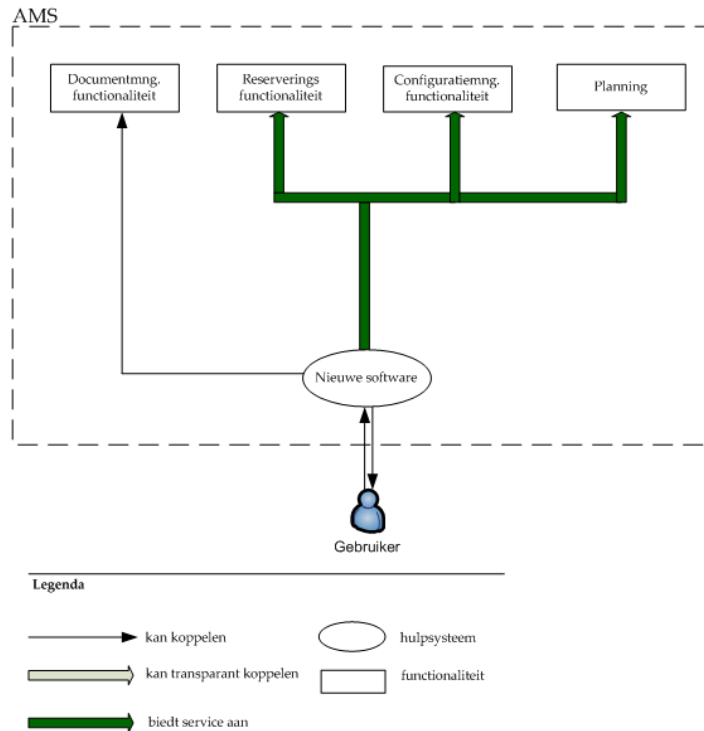 AMS
Documentmng.
functionaliteit
Reserverings
functionaliteit
Configuratiemng.
functionaliteit
Planning
Nieuwe software
Gebruiker
Legenda
kan koppelen
hulpsysteem
kan transparant koppelen
functionaliteit
biedt service aan